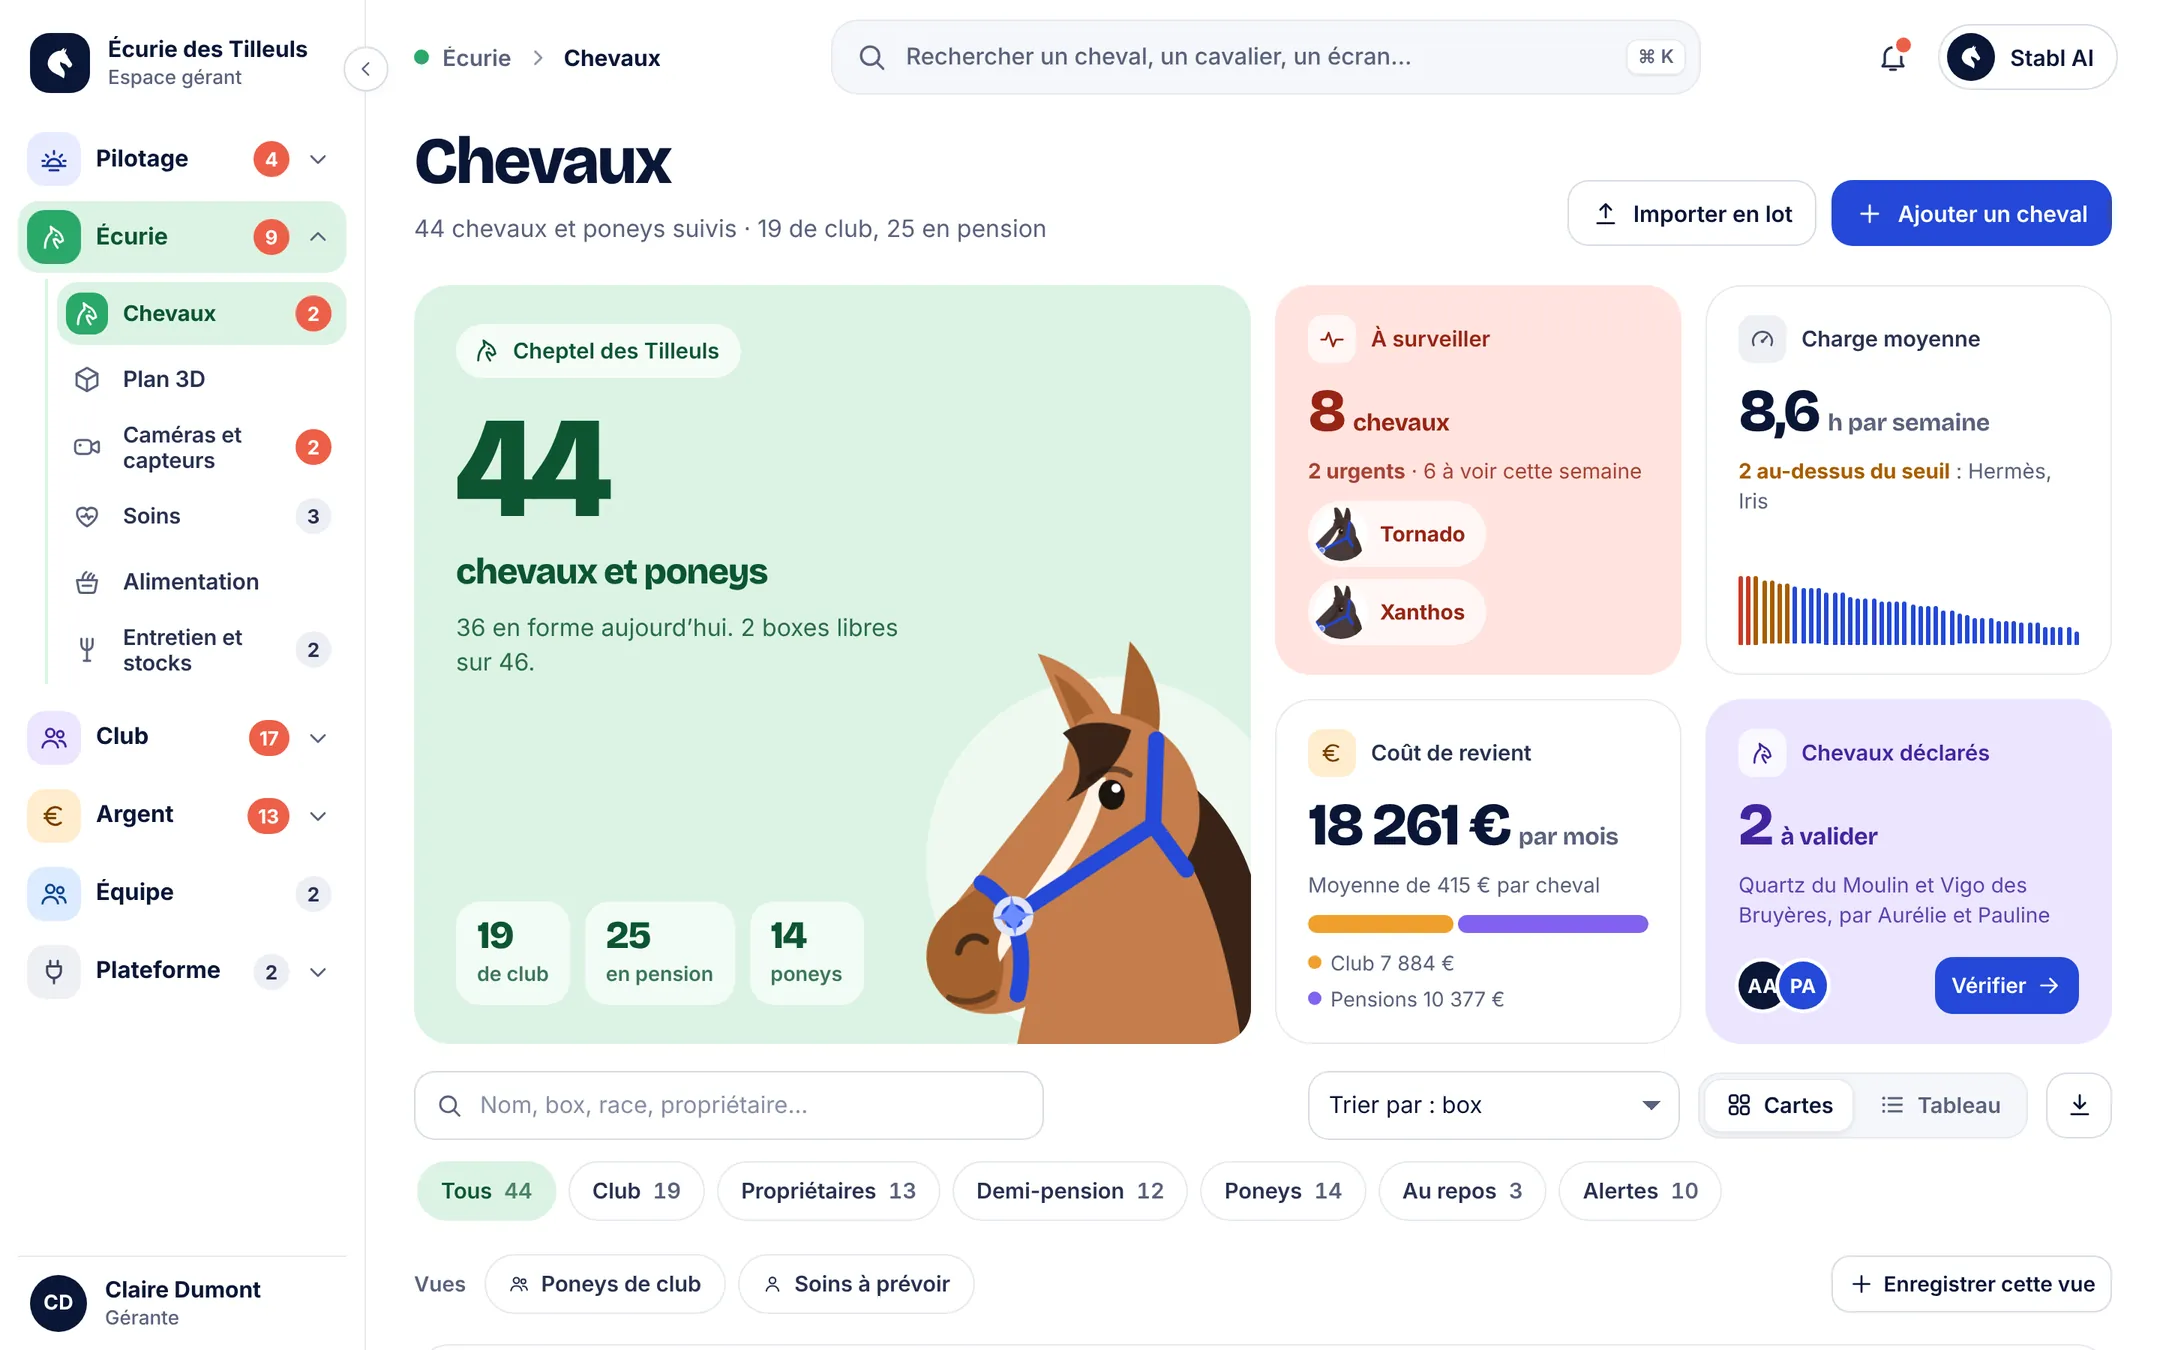 Écurie des Tilleuls
Espace gérant
Pilotage 4
Écurie 9
Chevaux 2
Plan 3D
Caméras et
capteurs 2
Soins 3
Alimentation
Entretien et
stocks 2
Club 17
Argent 13
Équipe 2
Plateforme 2
CD
Claire Dumont
Gérante
Écurie > Chevaux
Rechercher un cheval, un cavalier, un écran...
⌘ K
Stabl AI
Chevaux
44 chevaux et poneys suivis · 19 de club, 25 en pension
Importer en lot
+ Ajouter un cheval
Cheptel des Tilleuls
44
chevaux et poneys
36 en forme aujourd’hui. 2 boxes libres
sur 46.
19
de club
25
en pension
14
poneys
À surveiller
8 chevaux
2 urgents · 6 à voir cette semaine
Tornado
Xanthos
Charge moyenne
8,6 h par semaine
2 au-dessus du seuil : Hermès,
Iris
€ Coût de revient
18 261 € par mois
Moyenne de 415 € par cheval
Club 7 884 €
Pensions 10 377 €
Chevaux déclarés
2 à valider
Quartz du Moulin et Vigo des
Bruyères, par Aurélie et Pauline
AA PA
Vérifier →
Nom, box, race, propriétaire...
Trier par : box
Cartes
Tableau
Tous 44
Club 19
Propriétaires 13
Demi-pension 12
Poneys 14
Au repos 3
Alertes 10
Vues
Poneys de club
Soins à prévoir
+ Enregistrer cette vue